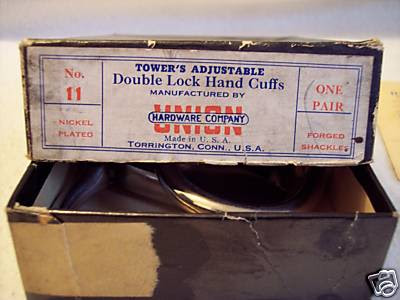 No.
11
NICKEL
PLATED
TOWER'S ADJUSTABLE
Double Lock Hand Cuffs
MANUFACTURED BY
UNION
HARDWARE COMPANY
Made in U.S.A.
TORRINGTON, CONN., U.S.A.
ONE
PAIR
FORGED
SHACKLES